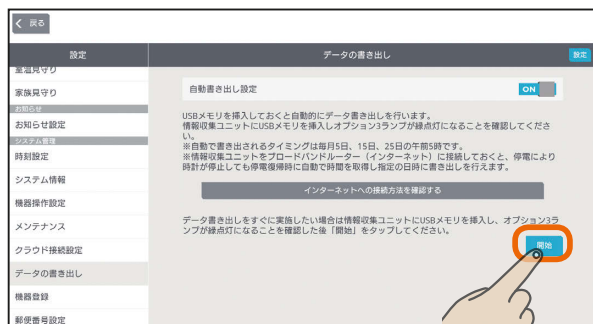 戻る
設定
データの書き出し
設定
室温見守り
家族見守り
お知らせ
お知らせ設定
システム管理
時刻設定
システム情報
機器操作設定
メンテナンス
クラウド接続設定
データの書き出し
機器登録
郵便番号設定
自動書き出し設定
ON
USBメモリを挿入しておくと自動的にデータ書き出しを行います。
情報収集ユニットにUSBメモリを挿入しオプション3ランプが緑点灯になることを確認してくださ
い。
※自動で書き出されるタイミングは毎月5日、15日、25日の午前5時です。
※情報収集ユニットをブロードバンドルーター（インターネット）に接続しておくと、停電により
時計が停止しても停電復帰時に自動で時間を取得し指定の日時に書き出しを行えます。
インターネットへの接続方法を確認する
データ書き出しをすぐに実施したい場合は情報収集ユニットにUSBメモリを挿入し、オプション3ラ
ンプが緑点灯になることを確認した後「開始」をタップしてください。
開始